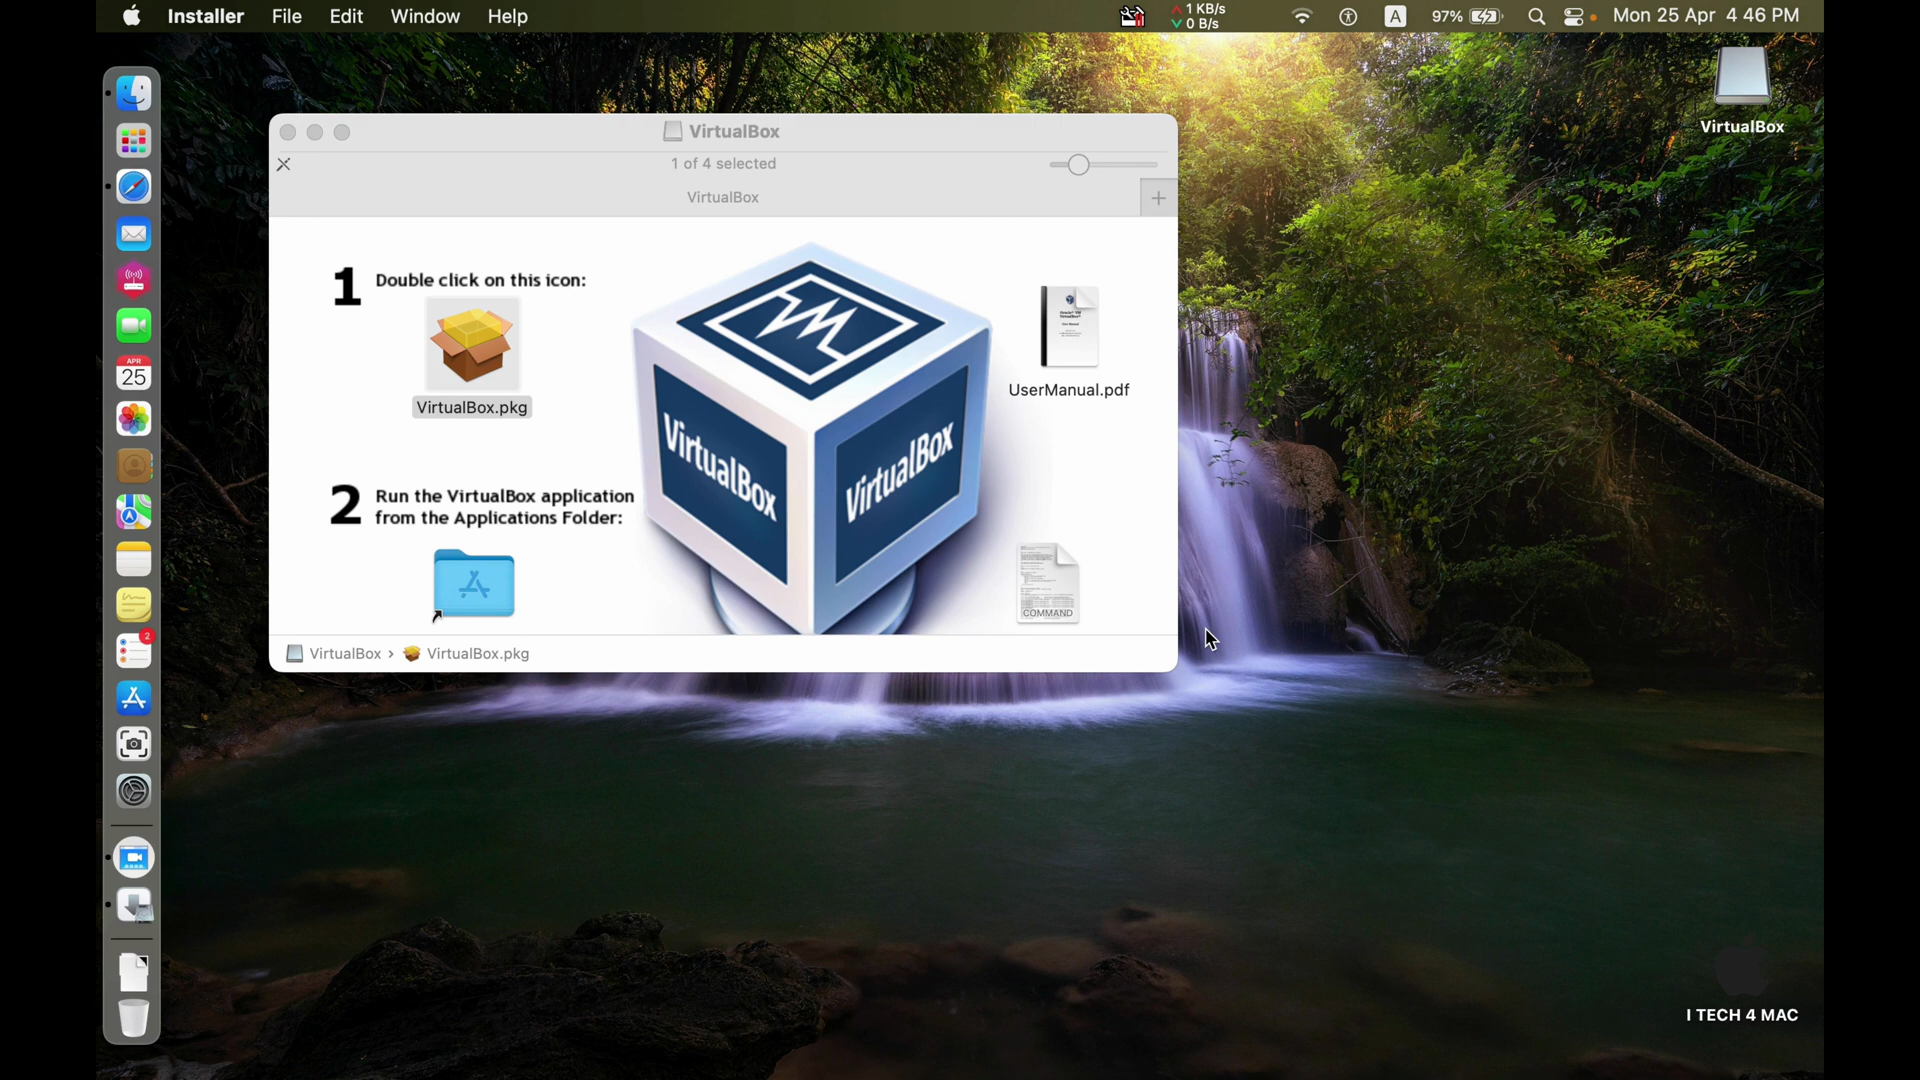 Installer File Edit Window Help
1 KB/s
0 B/s
A
97%
Mon 25 Apr 4 46 PM
VirtualBox
VirtualBox
1 of 4 selected
VirtualBox
1 Double click on this icon:
VirtualBox.pkg
VirtualBox
VirtualBox
UserManual.pdf
2 Run the VirtualBox application
from the Applications Folder:
COMMAND
VirtualBox › VirtualBox.pkg
APR
25
2
I TECH 4 MAC